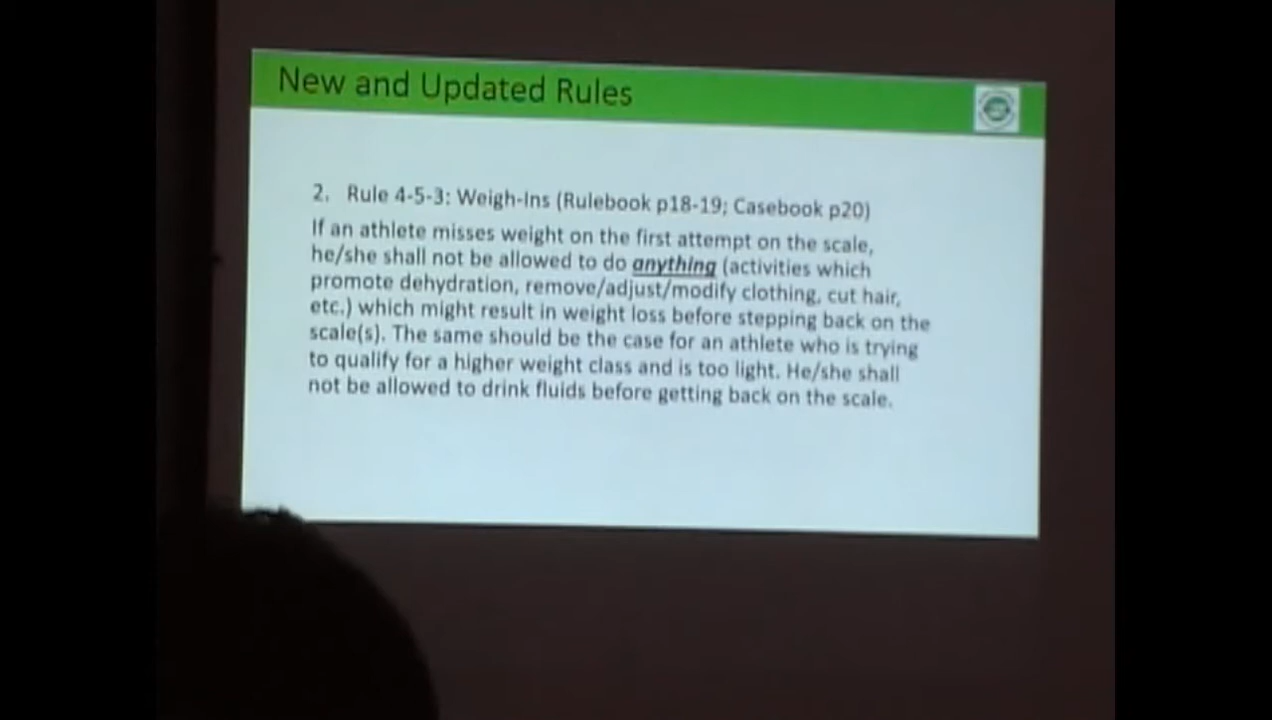 New and Updated Rules
2. Rule 4-5-3: Weigh-Ins (Rulebook p18-19; Casebook p20)
If an athlete misses weight on the first attempt on the scale,
he/she shall not be allowed to do anything (activities which
promote dehydration, remove/adjust/modify clothing, cut hair,
etc.) which might result in weight loss before stepping back on the
scale(s). The same should be the case for an athlete who is trying
to qualify for a higher weight class and is too light. He/she shall
not be allowed to drink fluids before getting back on the scale.